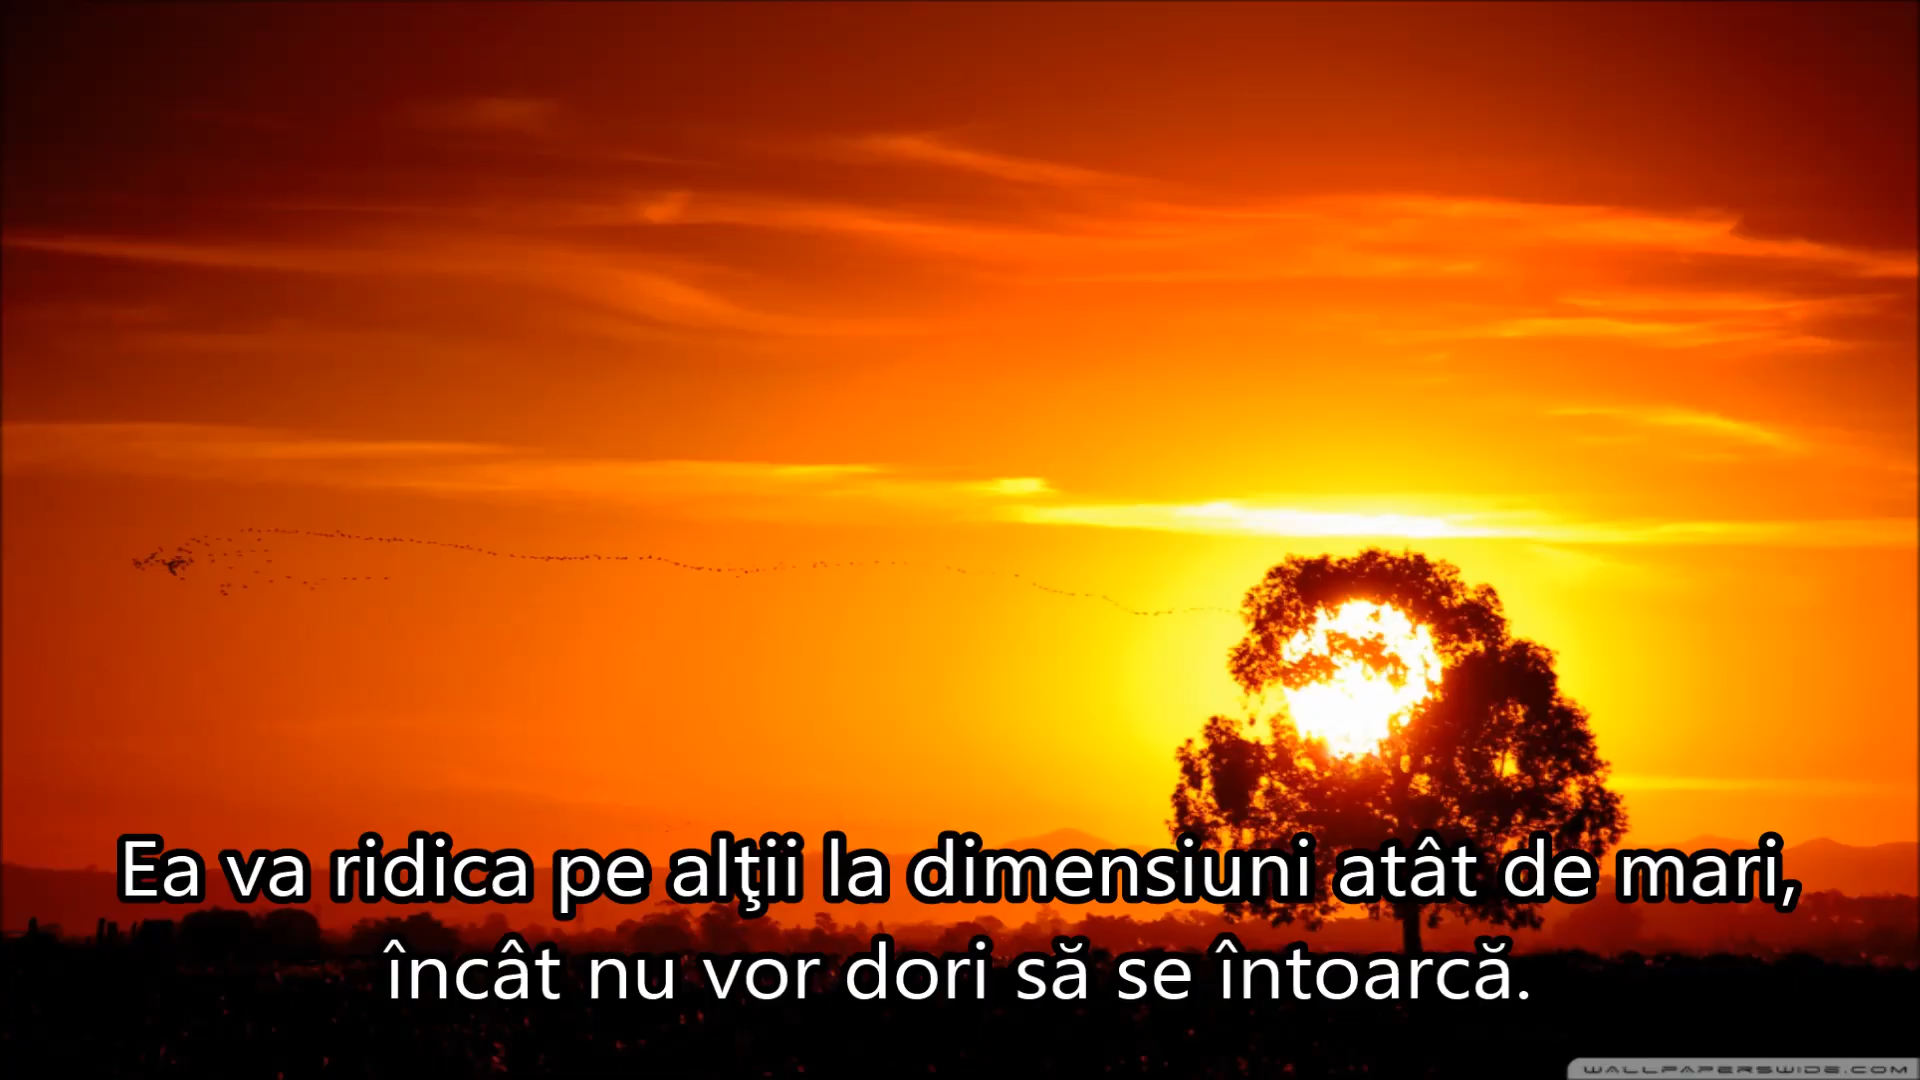 Ea va ridica pe alţii la dimensiuni atât de mari,
încât nu vor dori să se întoarcă.
WALLPAPERSWIDE.COM